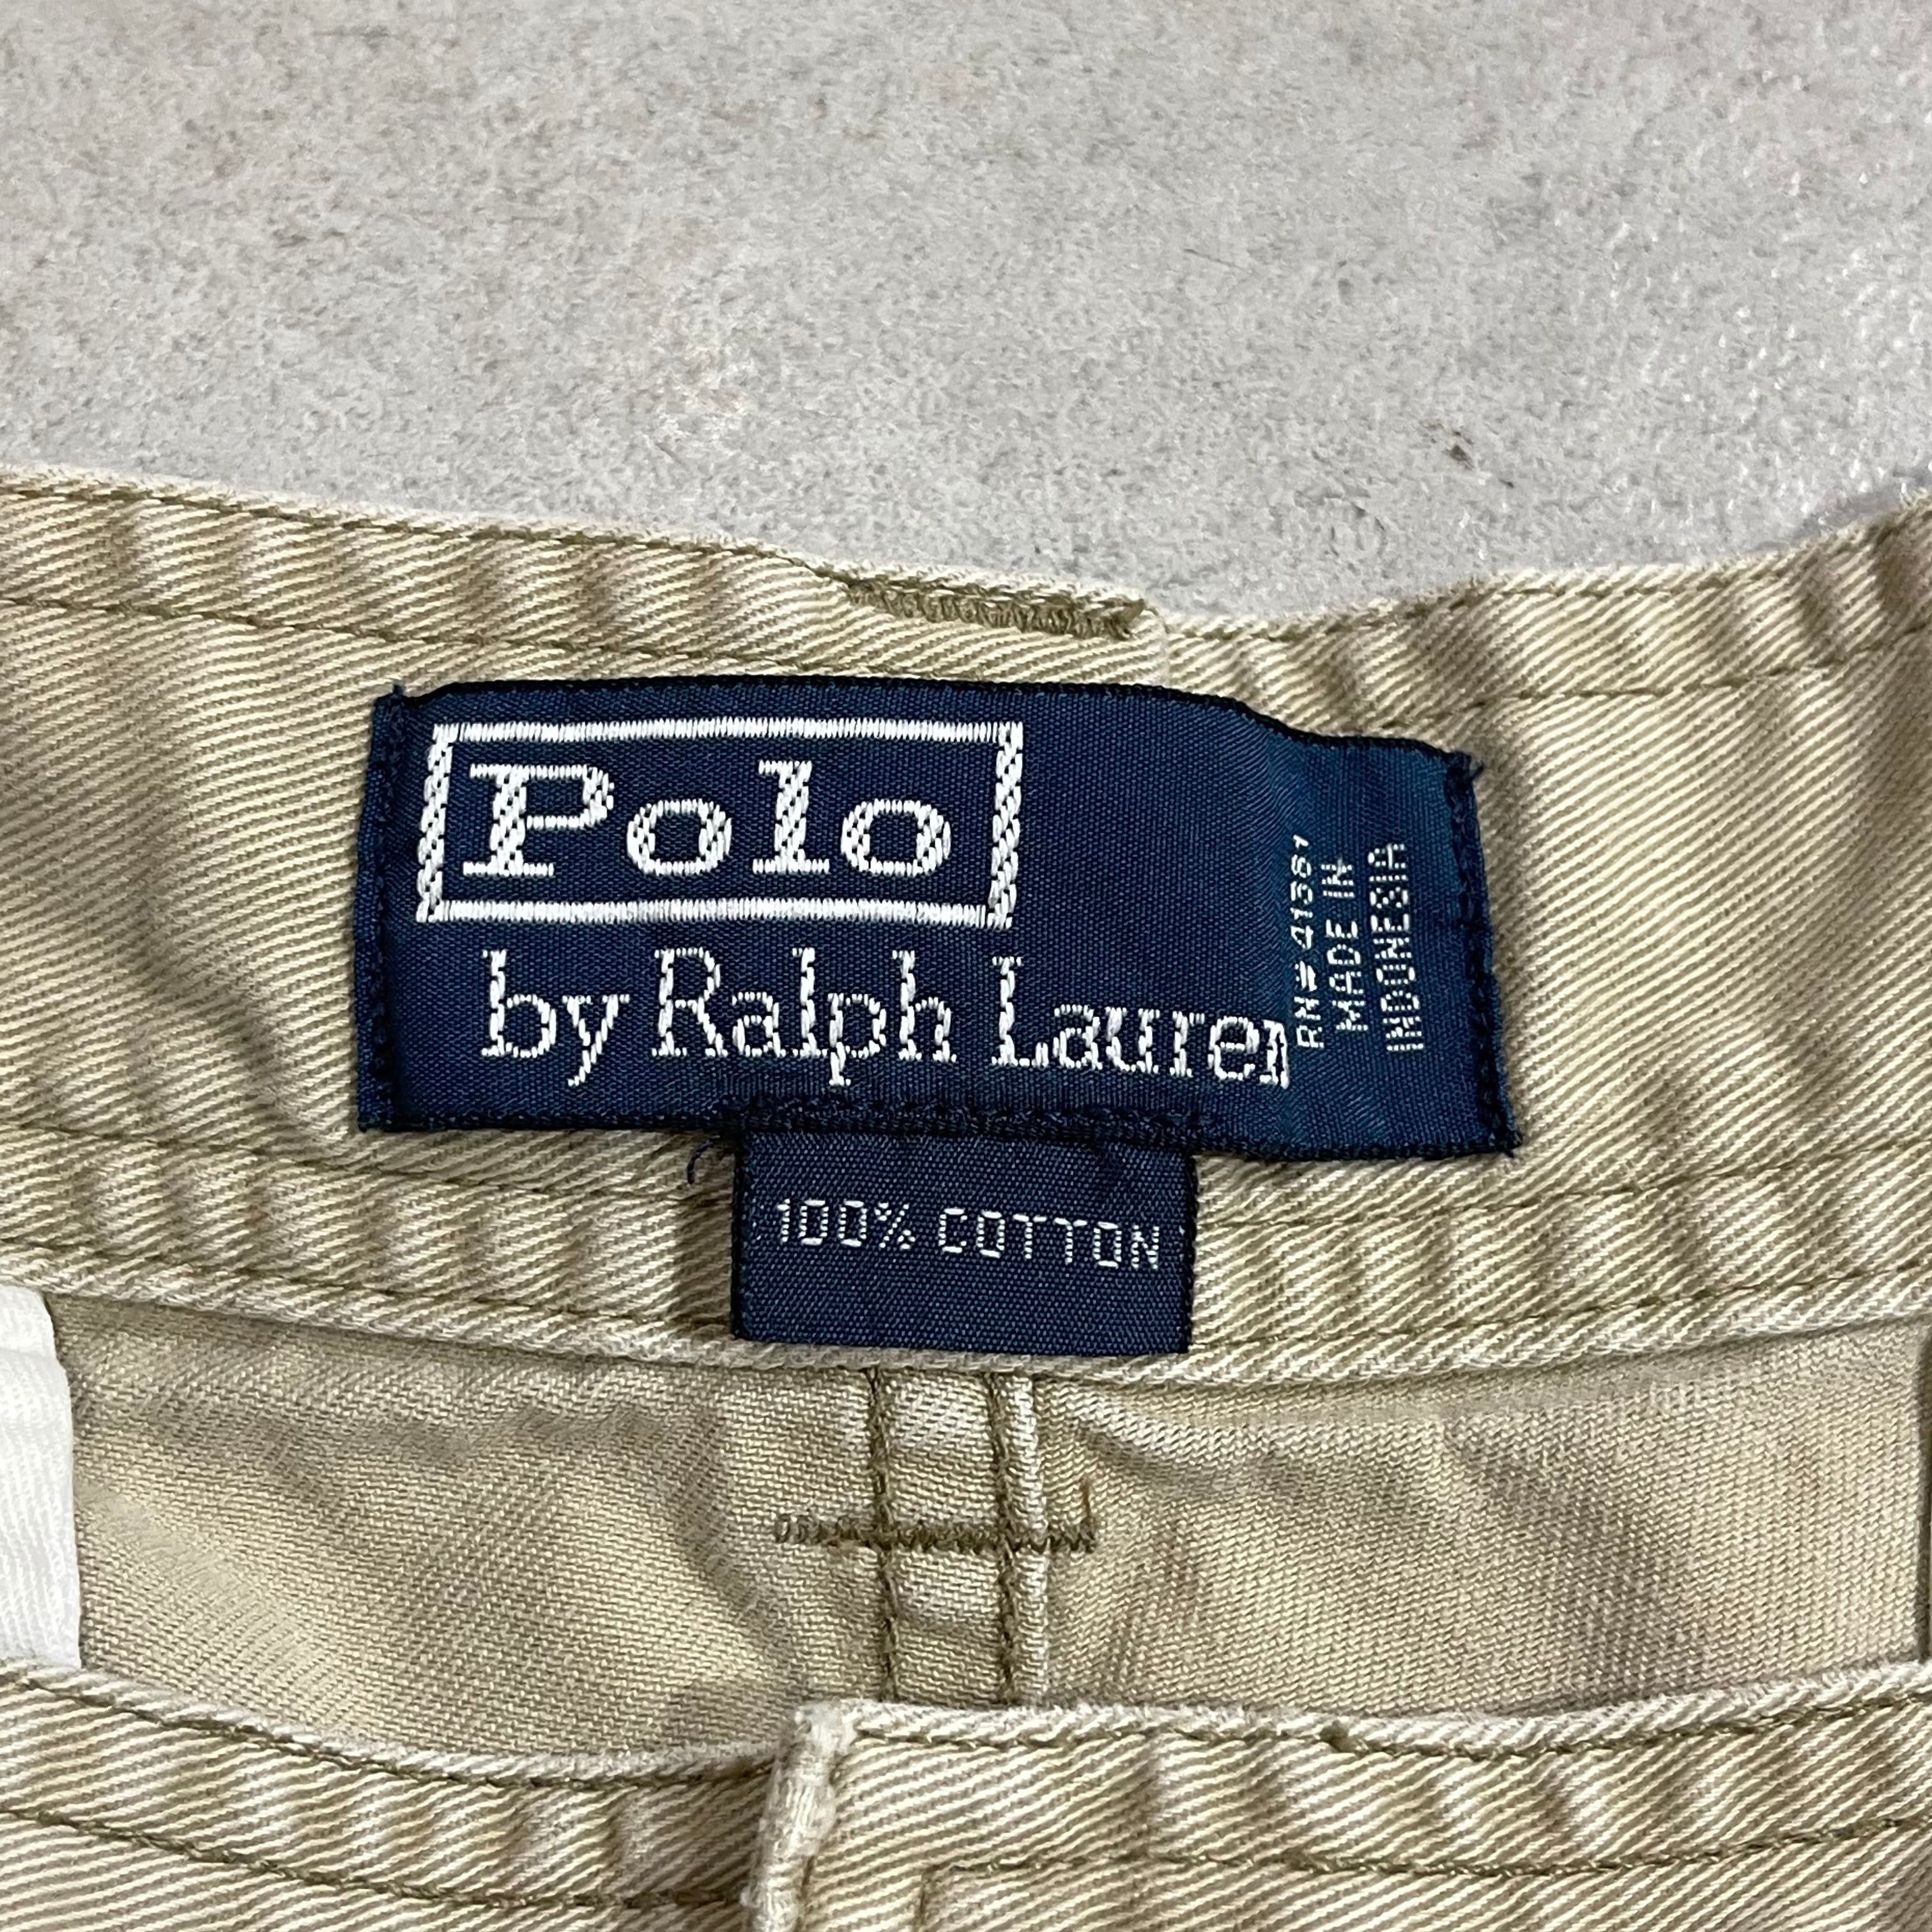 Polo
by Ralph Lauren
RN# 41381
MADE IN
INDONESIA
100% COTTON